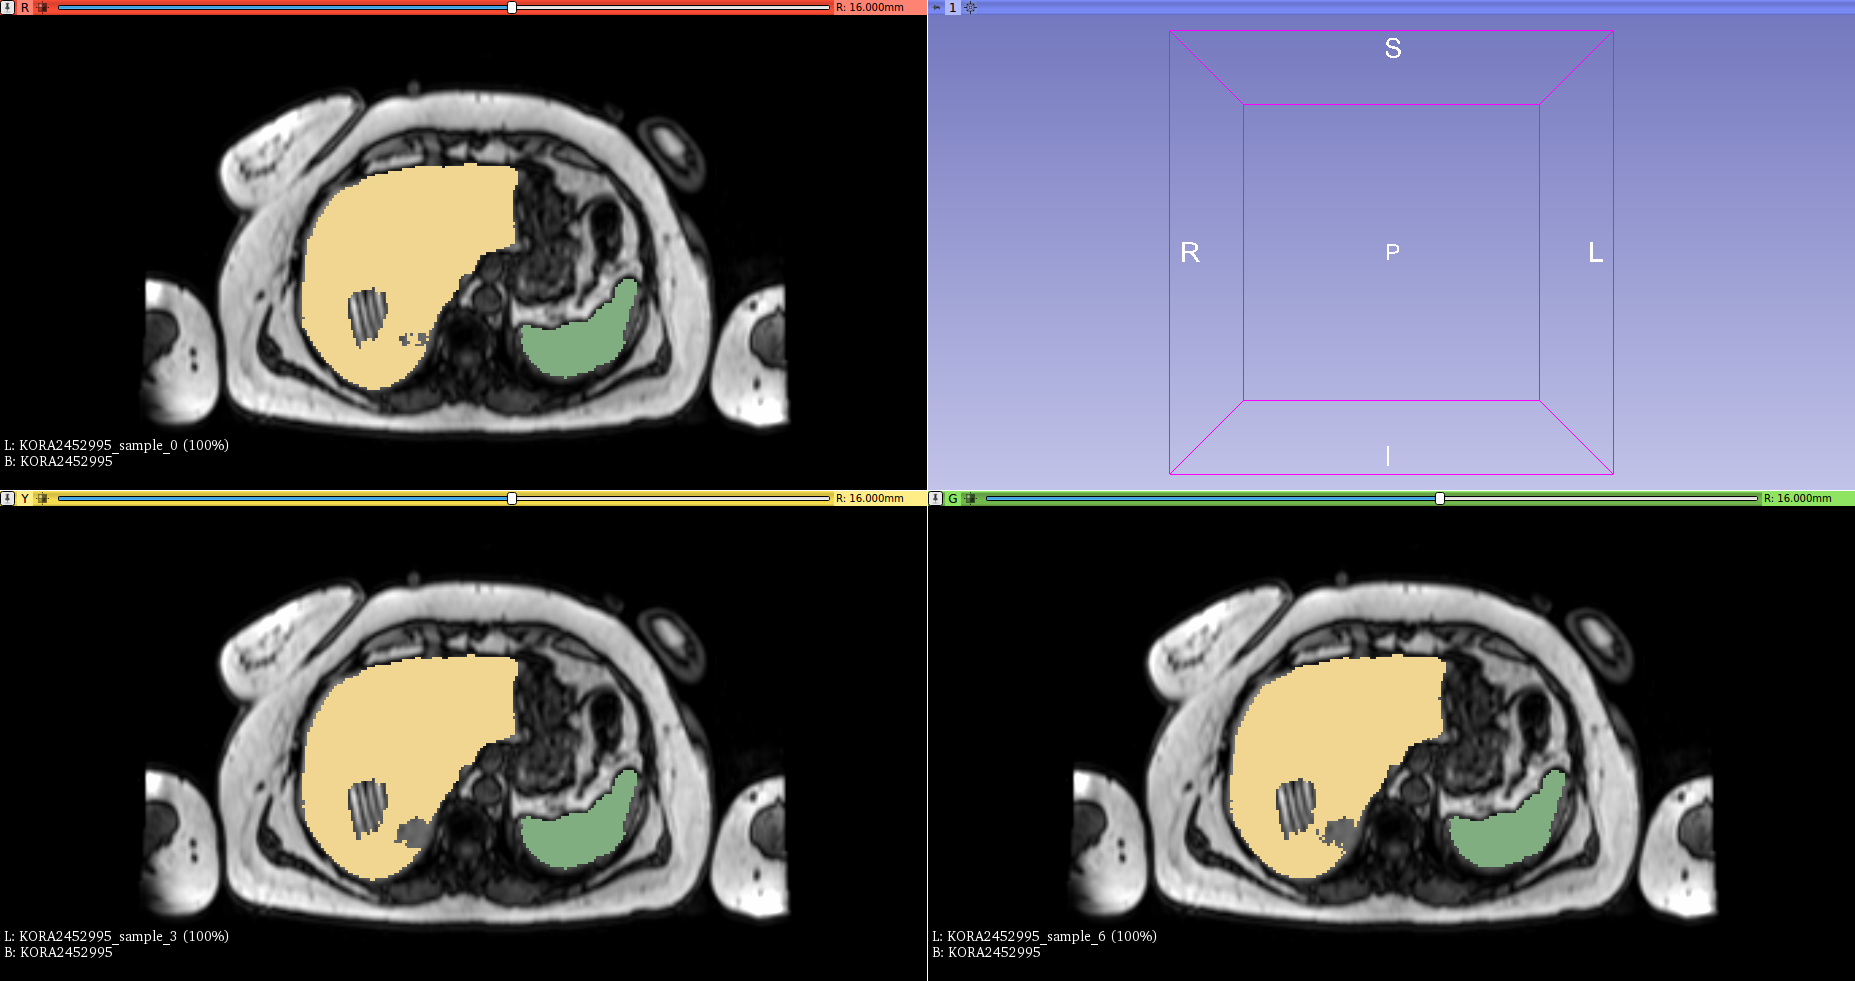 R R: 16.000mm
1
S
R P L
I
L: KORA2452995_sample_0 (100%)
B: KORA2452995
Y R: 16.000mm
G R: 16.000mm
L: KORA2452995_sample_3 (100%)
B: KORA2452995
L: KORA2452995_sample_6 (100%)
B: KORA2452995